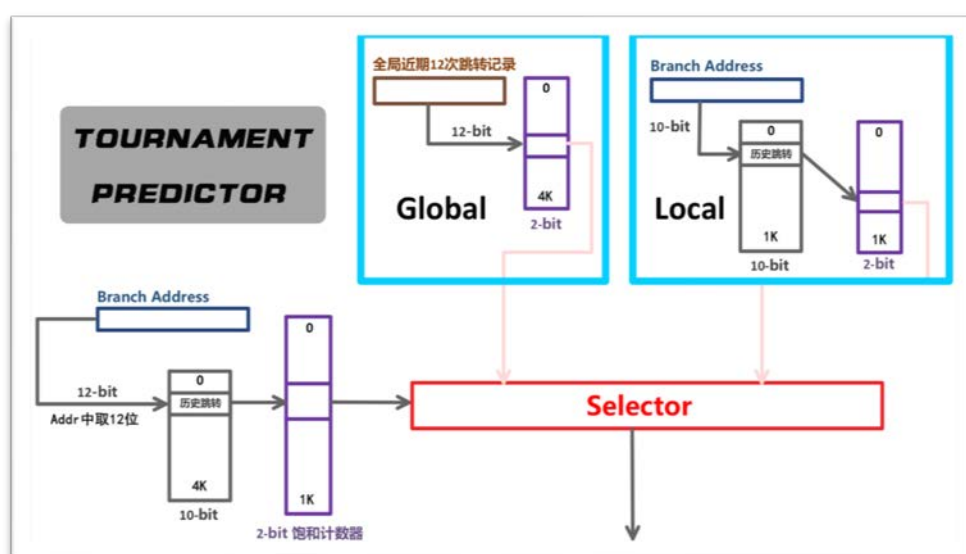 TOURNAMENT
PREDICTOR
全局近期12次跳转记录
0
12-bit
4K
2-bit
Global
Branch Address
10-bit
0
历史跳转
1K
10-bit
0
1K
2-bit
Local
Branch Address
12-bit
Addr中取12位
0
历史跳转
4K
10-bit
0
1K
2-bit 饱和计数器
Selector